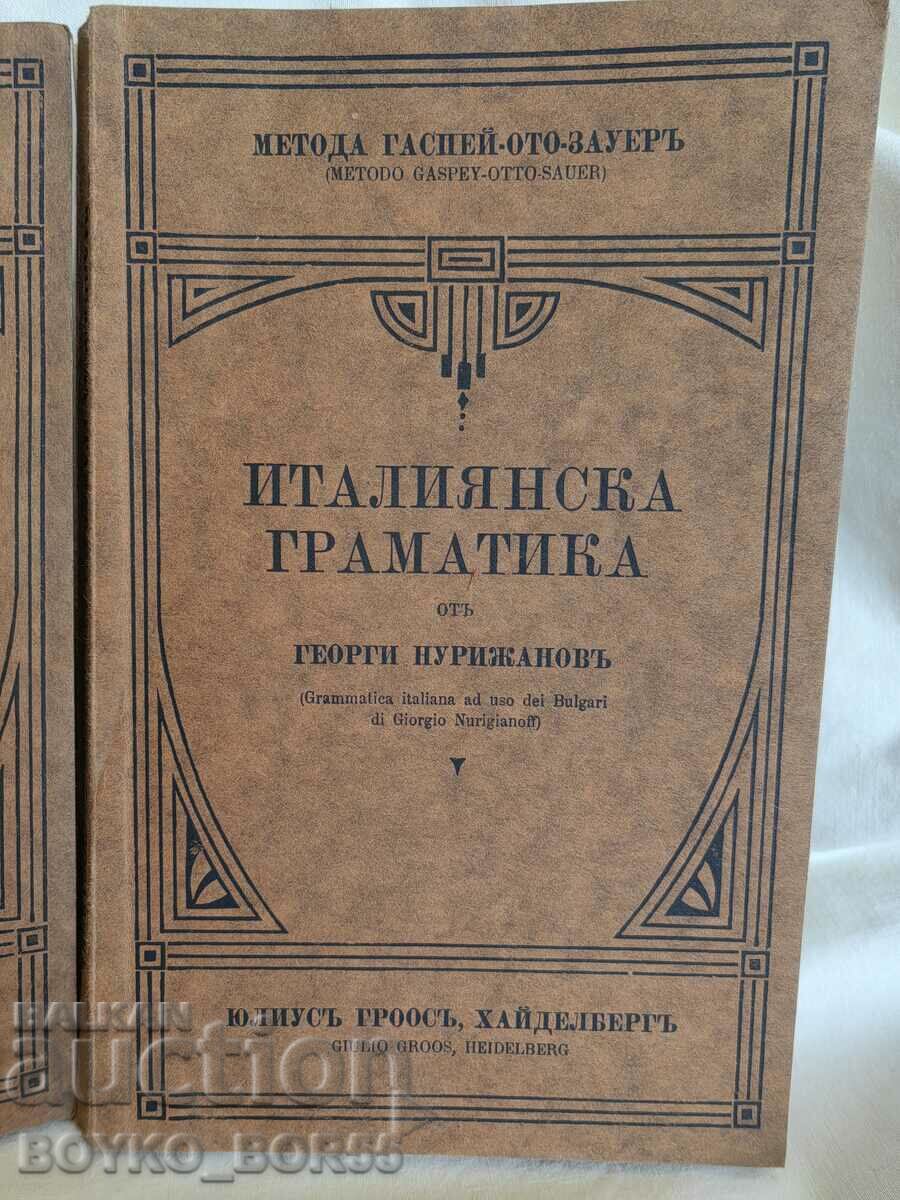 МЕТОДА ГАСПЕЙ-ОТО-ЗАУЕРЪ
(METODO GASPEY-OTTO-SAUER)
ИТАЛИЯНСКА
ГРАМАТИКА
отъ
ГЕОРГИ НУРИЖАНОВЪ
(Grammatica italiana ad uso dei Bulgari
di Giorgio Nurigianoff)
ЮЛИУСЪ ГРООСЪ, ХАЙДЕЛБЕРГЪ
GIULIO GROOS, HEIDELBERG
BALKAN
auction
BOYKO_BOR55